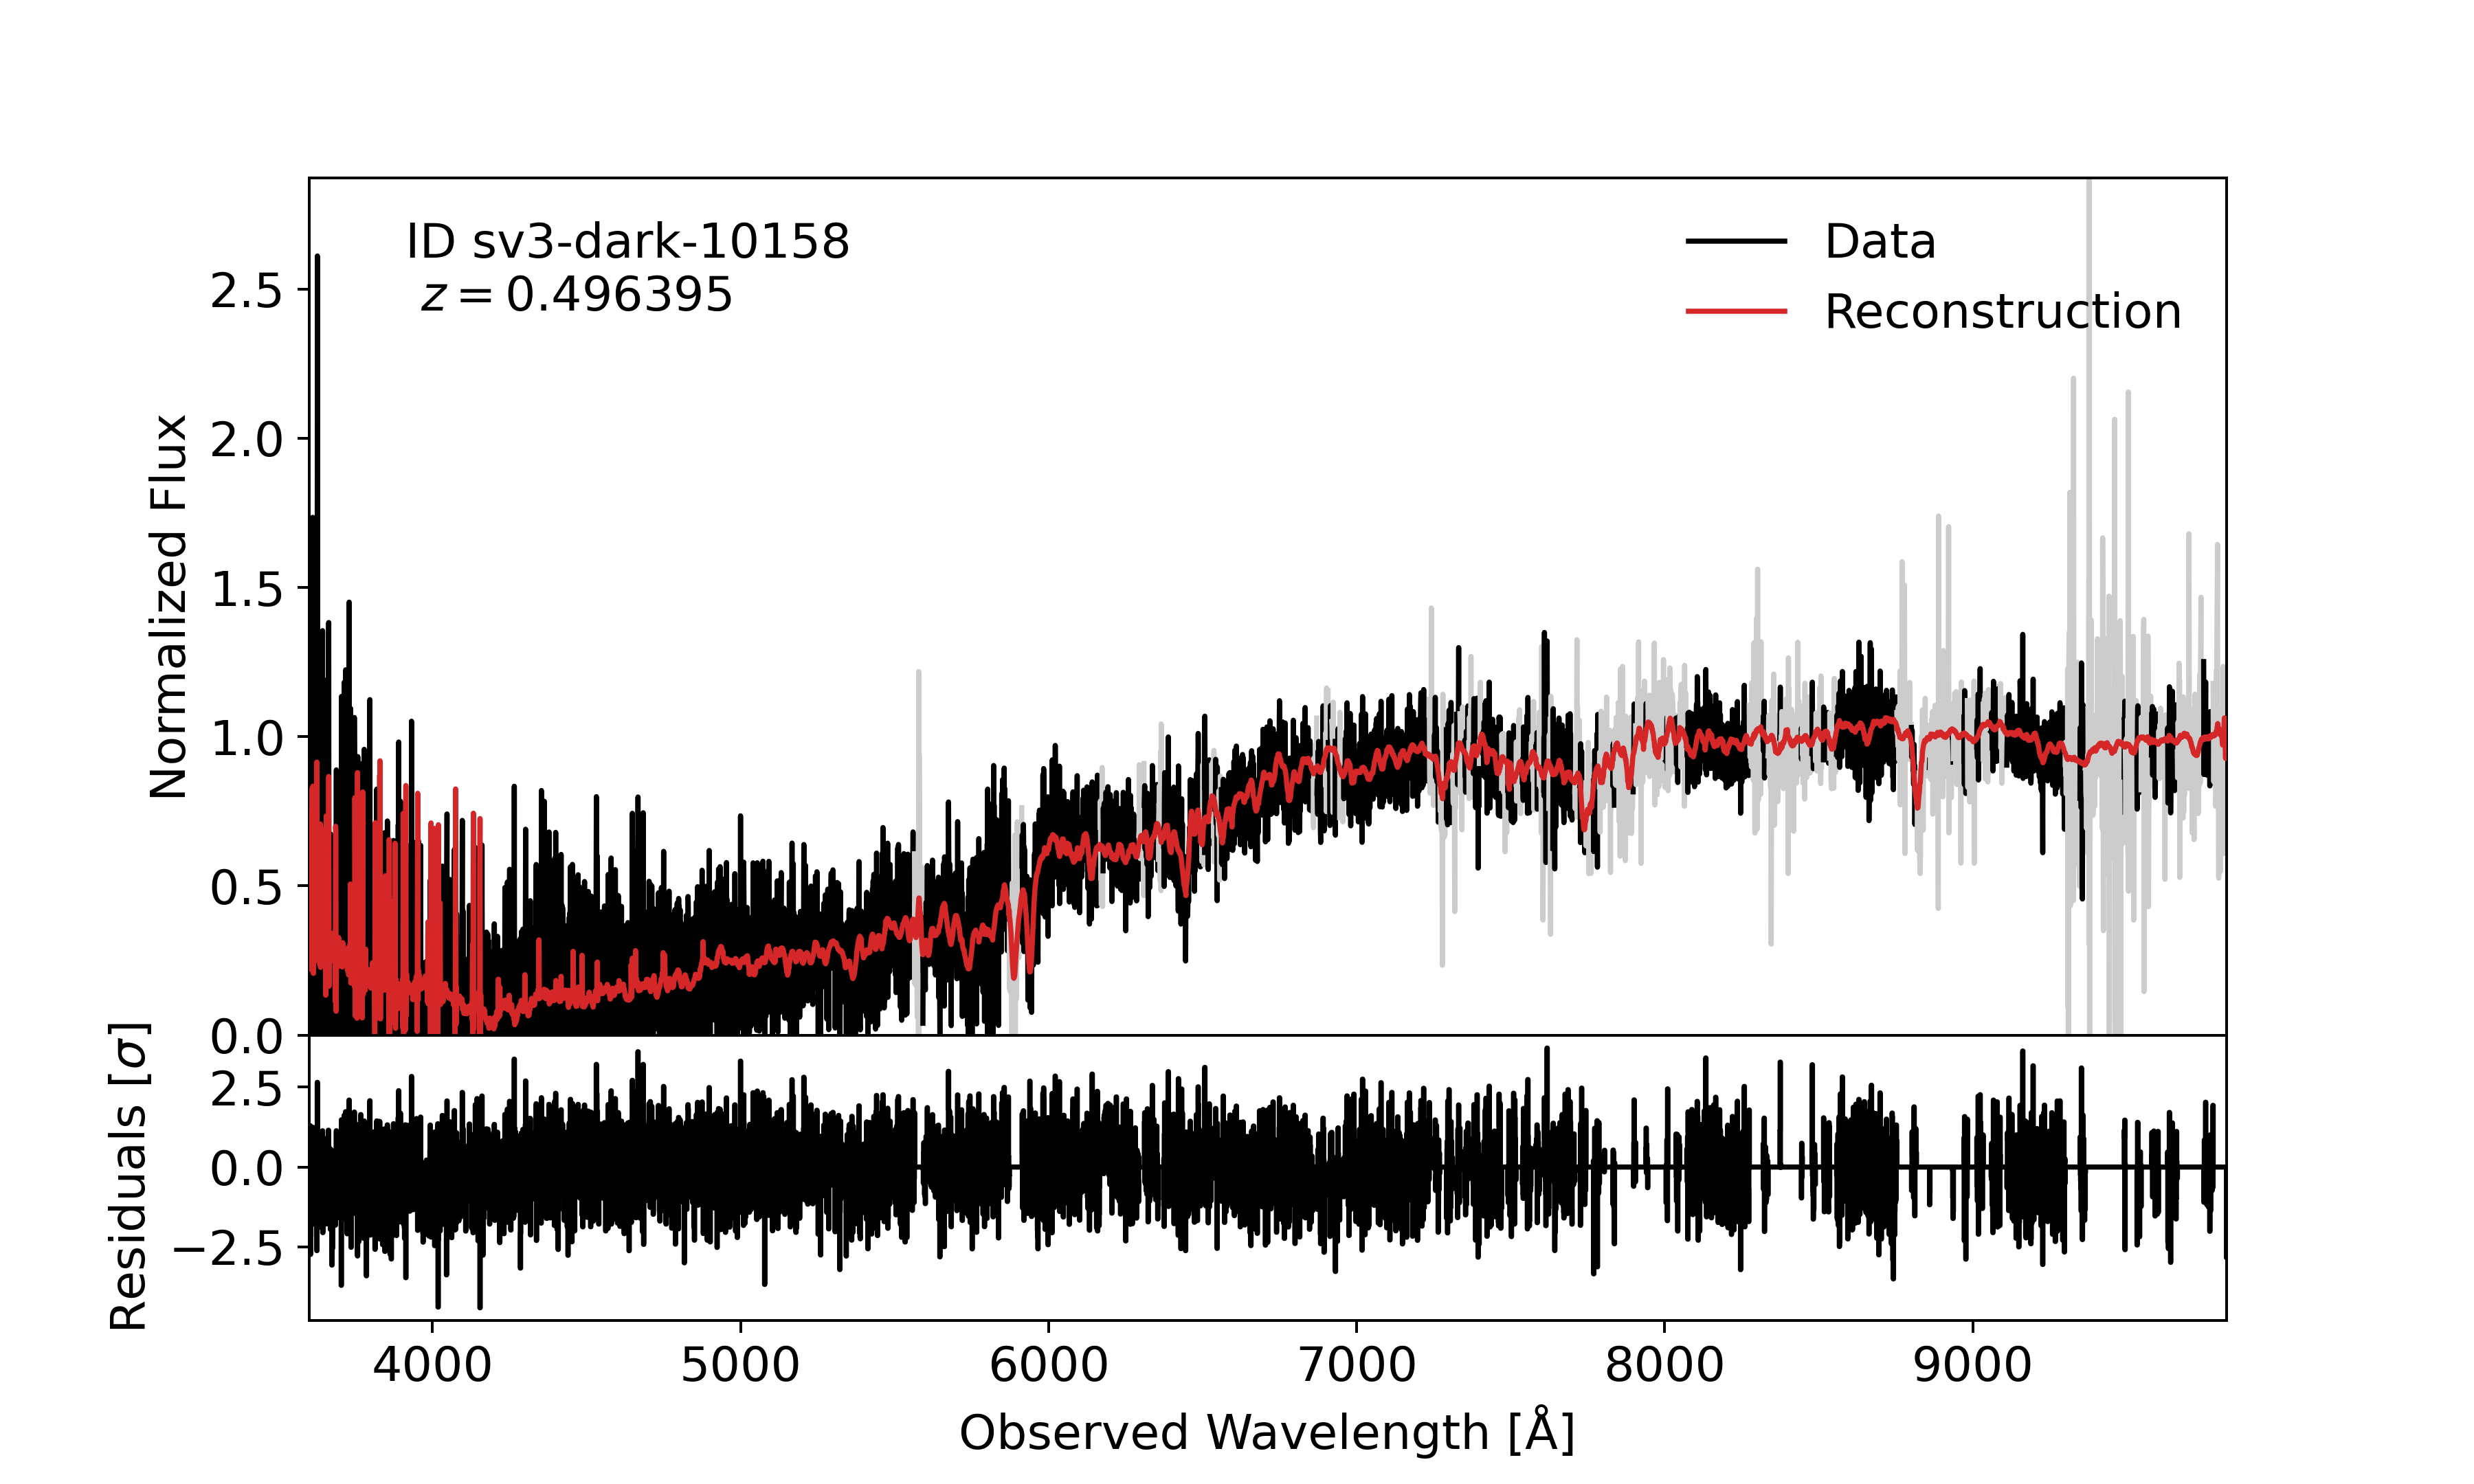 ID sv3-dark-10158
z = 0.496395
Data
Reconstruction
Normalized Flux
2.5
2.0
1.5
1.0
0.5
0.0
Residuals [σ]
2.5
0.0
−2.5
4000 5000 6000 7000 8000 9000
Observed Wavelength [Å]